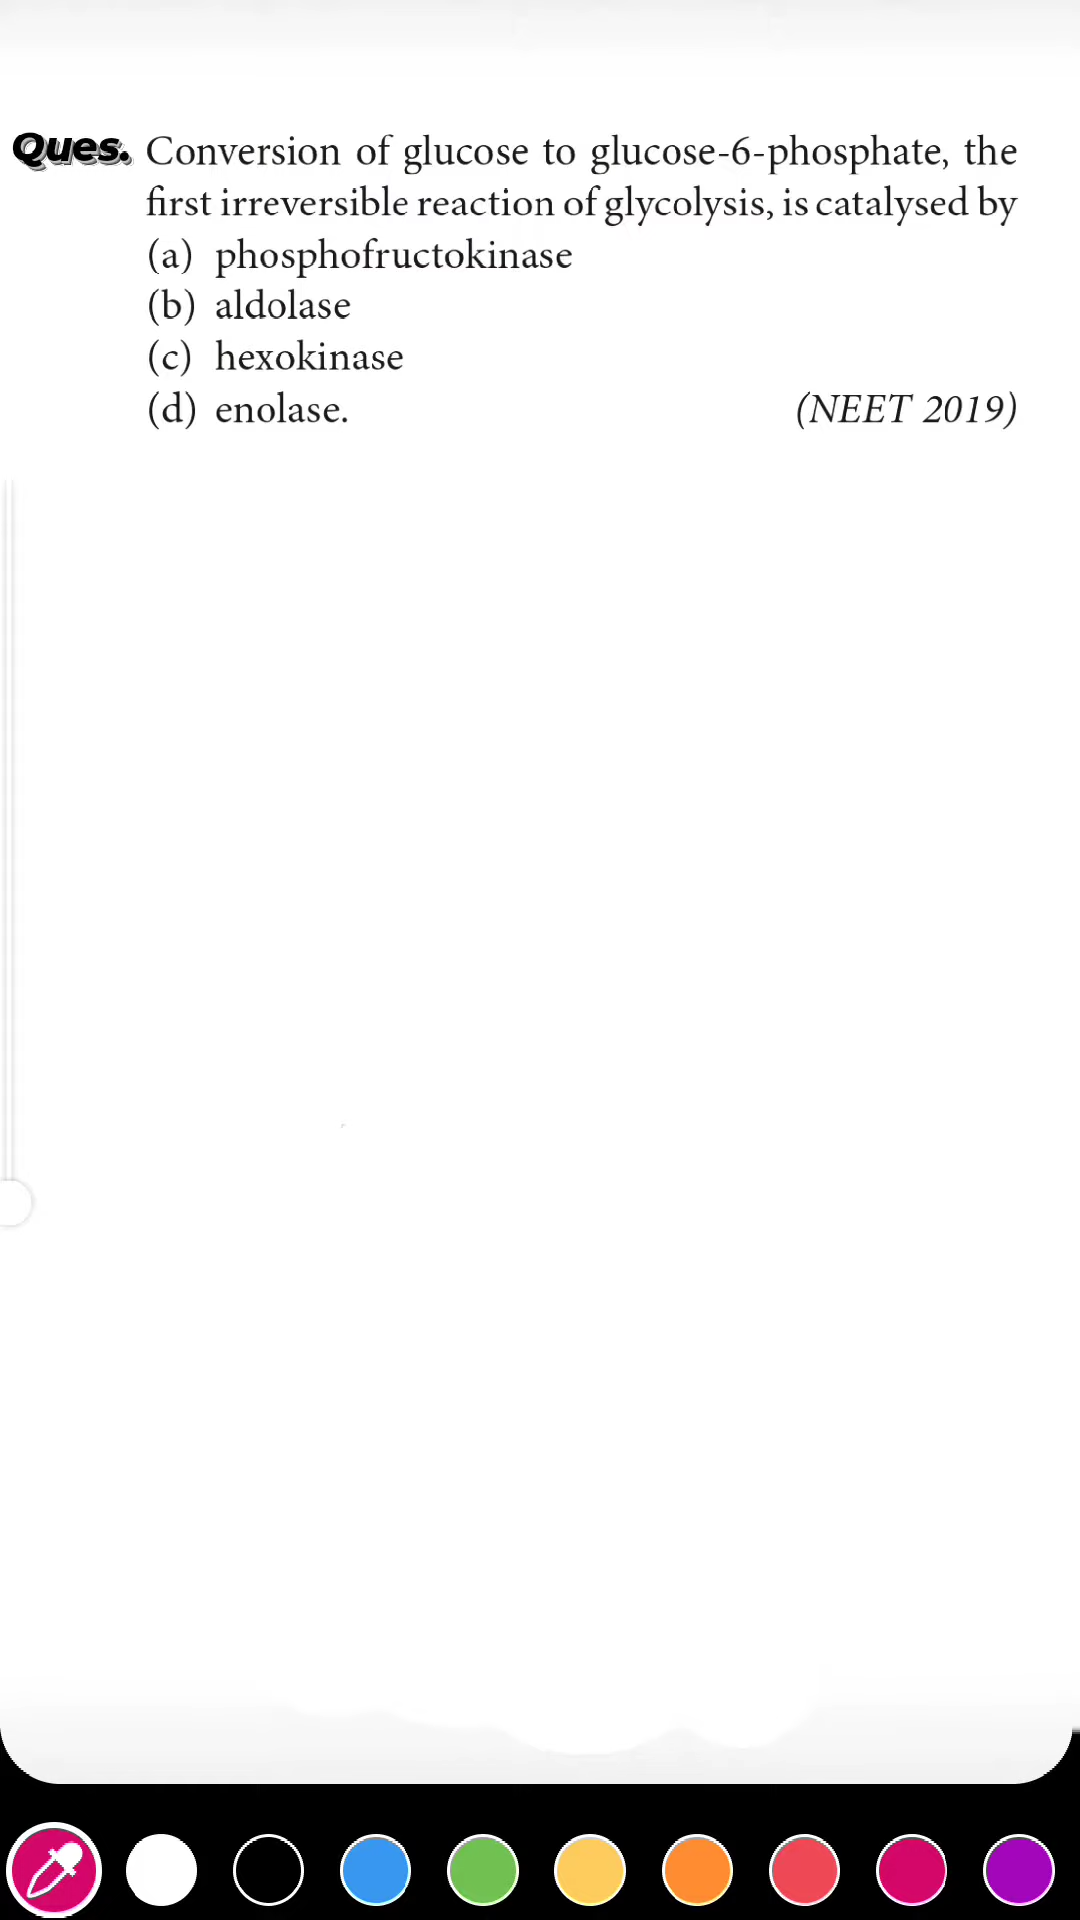 Ques. Conversion of glucose to glucose-6-phosphate, the
first irreversible reaction of glycolysis, is catalysed by
(a) phosphofructokinase
(b) aldolase
(c) hexokinase
(d) enolase. (NEET 2019)